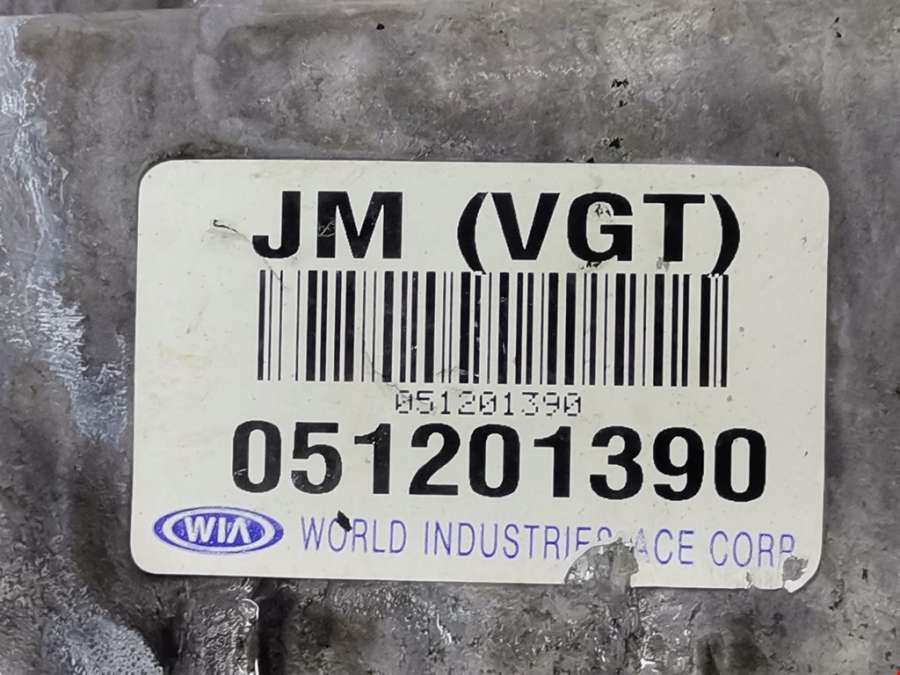 JM (VGT)
051201390
051201390
WIA WORLD INDUSTRIES ACE CORP